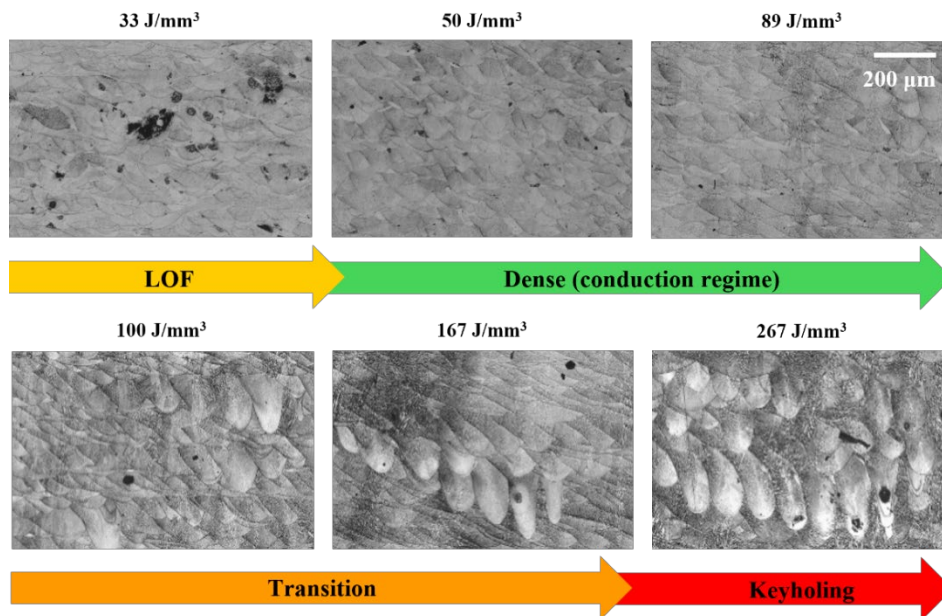 33 J/mm³
50 J/mm³
89 J/mm³
200 µm
LOF
Dense (conduction regime)
100 J/mm³
167 J/mm³
267 J/mm³
Transition
Keyholing